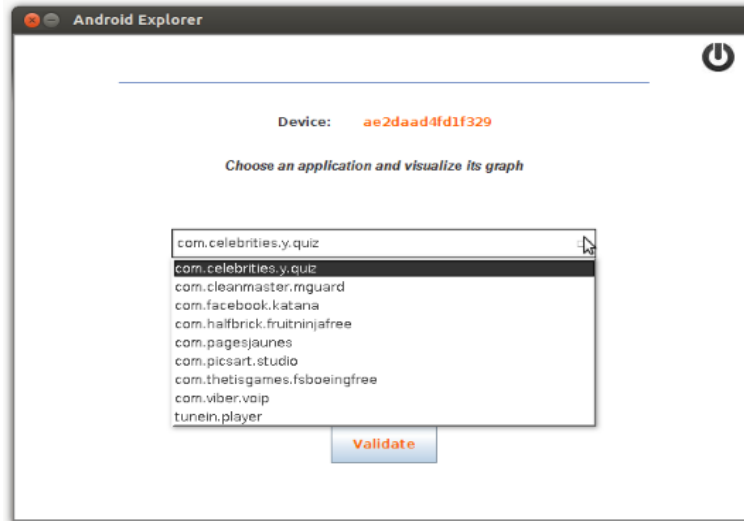 Android Explorer
Device: ae2daad4fd1f329
Choose an application and visualize its graph
com.celebrities.y.quiz
com.celebrities.y.quiz
com.cleanmaster.mguard
com.facebook.katana
com.halfbrick.fruitninjafree
com.pagesjaunes
com.picsart.studio
com.thetisgames.fsboeingfree
com.viber.voip
tunein.player
Validate